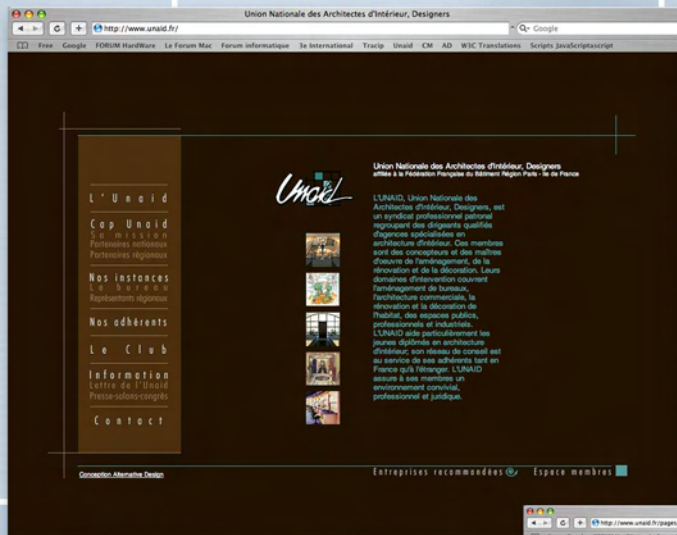 Union Nationale des Architectes d'Intérieur, Designers
http://www.unaid.fr/
Google
Free Google FORUM HardWare Le Forum Mac Forum informatique 3e International Tracip Unaid CM AD W3C Translations Scripts JavaScriptascript
L'Unaid
Cap Unaid
Sa mission
Partenaires nationaux
Partenaires régionaux
Nos instances
Le bureau
Représentants régionaux
Nos adhérents
Le Club
Information
Lettre de l'Unaid
Presse-salons-congrès
Contact
Conception Alternative Design
Unaid
Union Nationale des Architectes d'Intérieur, Designers
affiliée à la Fédération Française du Bâtiment Région Paris - Ile de France
L'UNAID, Union Nationale des
Architectes d'Intérieur, Designers, est
un syndicat professionnel patronal
regroupant des dirigeants qualifiés
d'agences spécialisées en
architecture d'intérieur. Ces membres
sont des concepteurs et des maîtres
d'oeuvre de l'aménagement, de la
rénovation et de la décoration. Leurs
domaines d'intervention couvrent
l'aménagement de bureaux,
l'architecture commerciale, la
rénovation et la décoration de
l'habitat, des espaces publics,
professionnels et industriels.
L'UNAID aide particulièrement les
jeunes diplômés en architecture
d'intérieur; son réseau de conseil est
au service de ses adhérents tant en
France qu'à l'étranger. L'UNAID
assure à ses membres un
environnement convivial,
professionnel et juridique.
Entreprises recommandées Espace membres
http://www.unaid.fr/pages